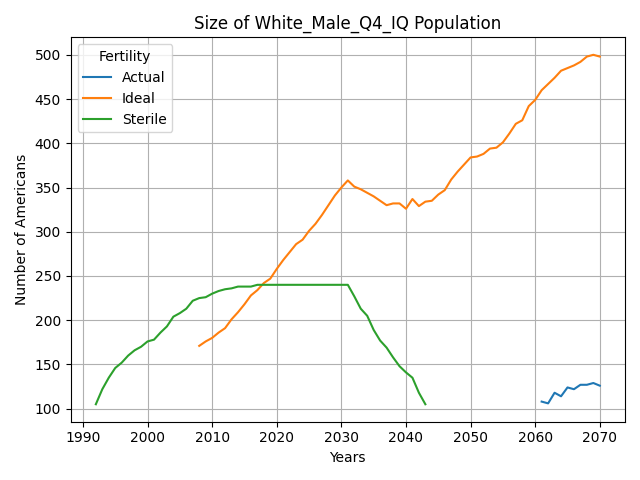 Size of White_Male_Q4_IQ Population
Fertility
Actual
Ideal
Sterile
Number of Americans
500
450
400
350
300
250
200
150
100
1990 2000 2010 2020 2030 2040 2050 2060 2070
Years